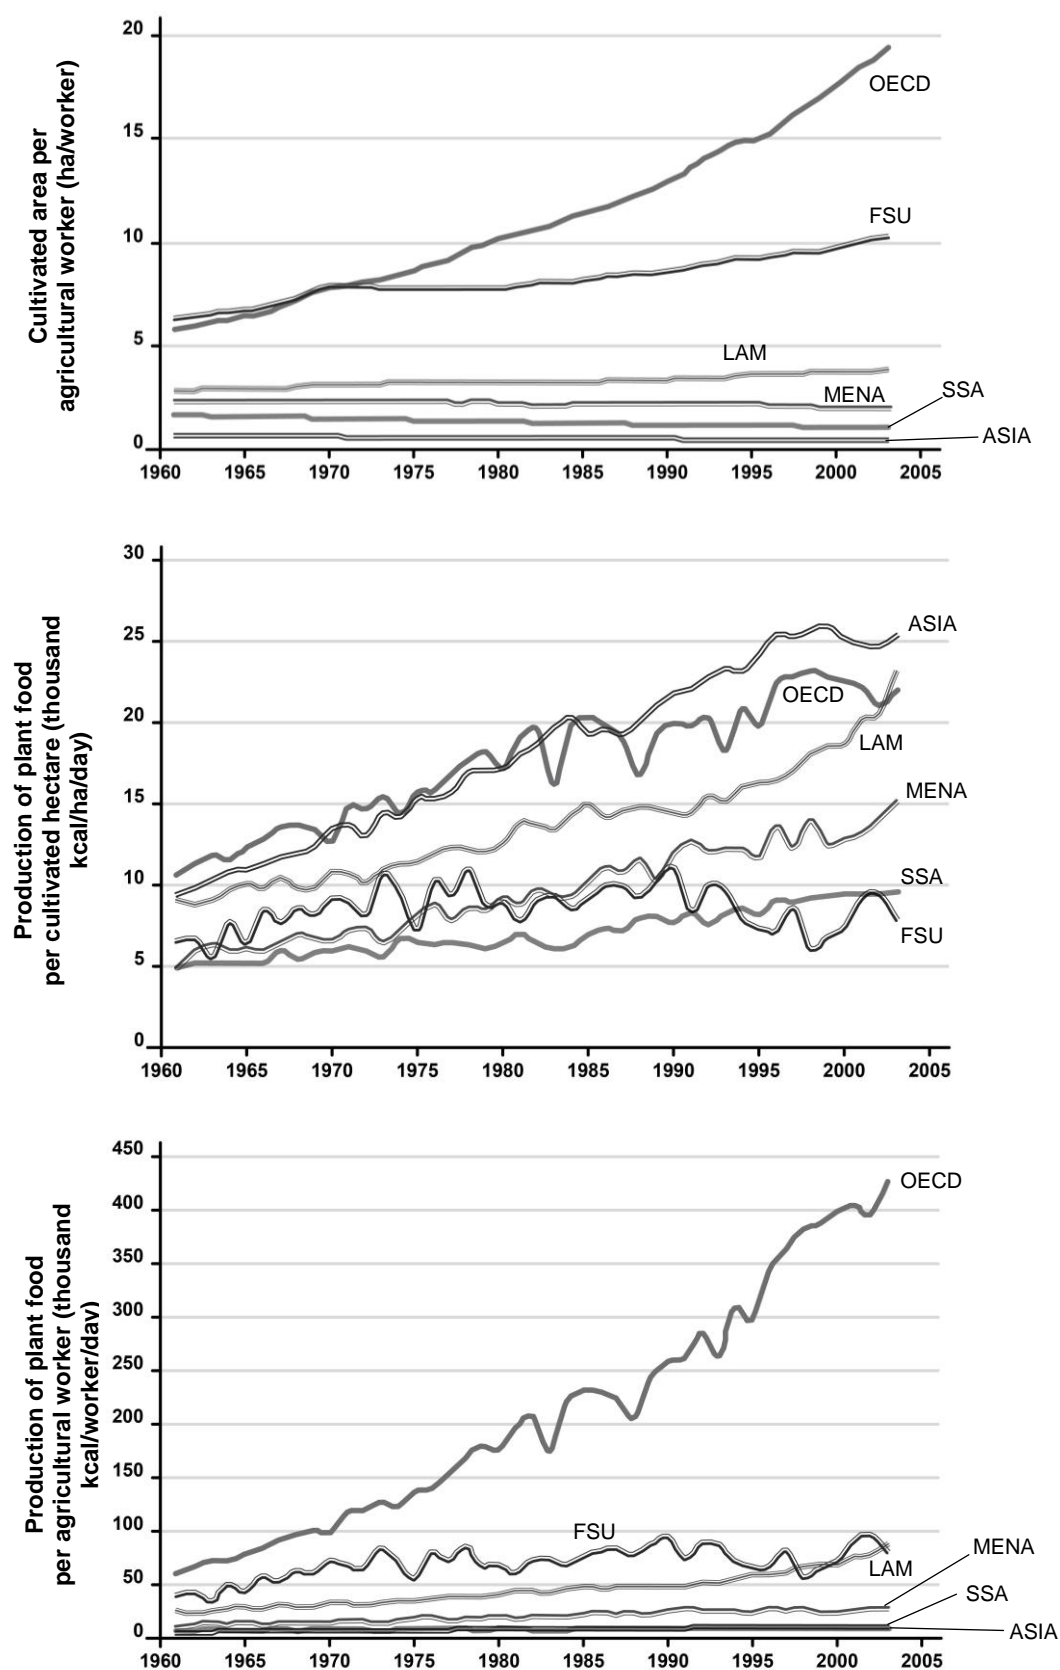 Cultivated area per
agricultural worker (ha/worker)
20
15
10
5
0
OECD
FSU
LAM
MENA
SSA
ASIA
1960 1965 1970 1975 1980 1985 1990 1995 2000 2005
Production of plant food
per cultivated hectare (thousand
kcal/ha/day)
30
25
20
15
10
5
0
ASIA
OECD
LAM
MENA
SSA
FSU
1960 1965 1970 1975 1980 1985 1990 1995 2000 2005
Production of plant food
per agricultural worker (thousand
kcal/worker/day)
450
400
350
300
250
200
150
100
50
0
OECD
FSU
MENA
LAM
SSA
ASIA
1960 1965 1970 1975 1980 1985 1990 1995 2000 2005